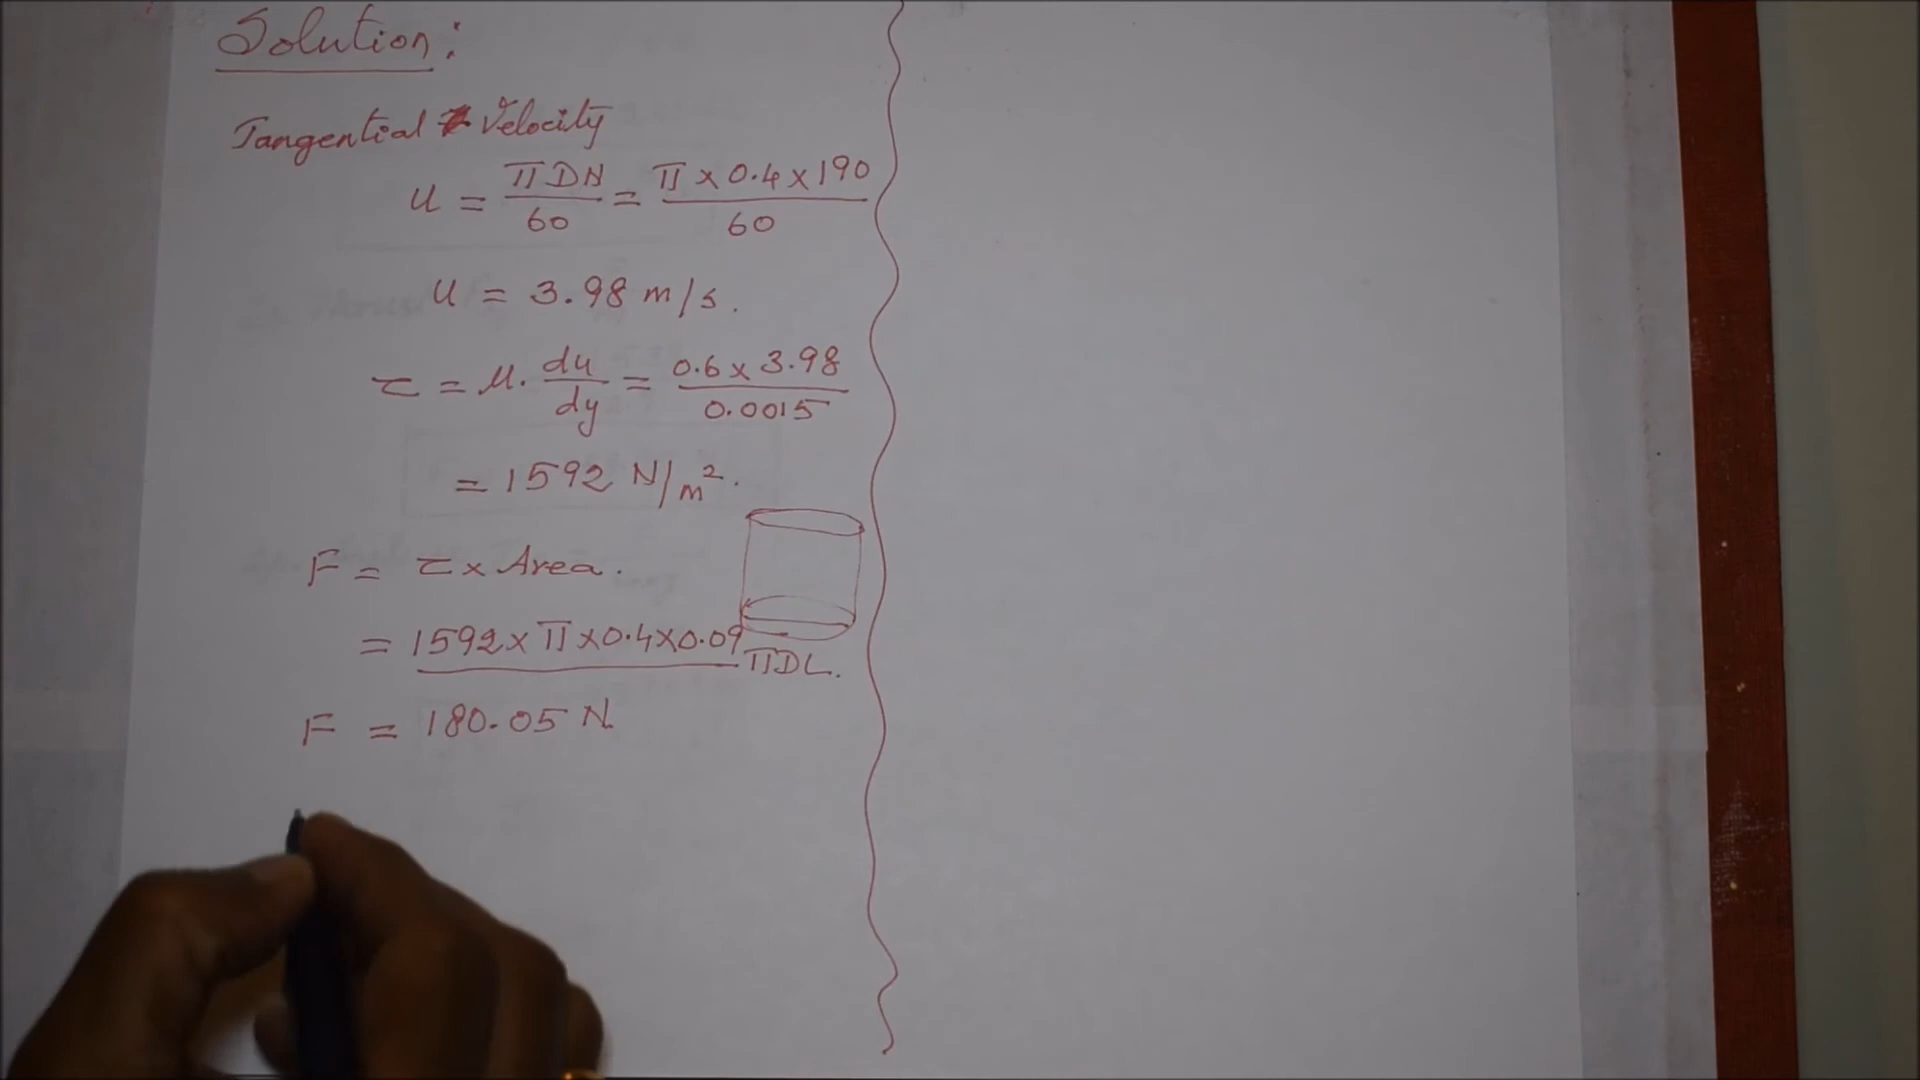 Solution:
Tangential Velocity
u = πDN/60 = π × 0.4 × 190/60
u = 3.98 m/s.
τ = μ. du/dy = 0.6 × 3.98/0.0015
= 1592 N/m².
F = τ × Area.
= 1592 × π × 0.4 × 0.09
πDL.
F = 180.05 N